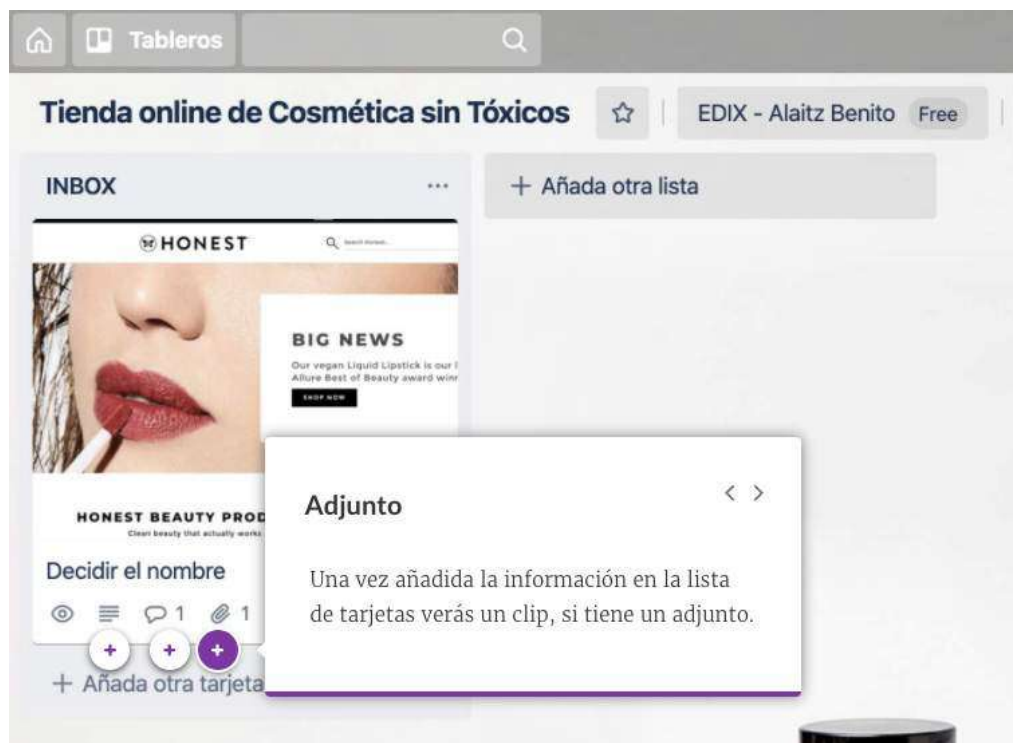 Tableros
Tienda online de Cosmética sin Tóxicos
EDIX - Alaitz Benito Free
INBOX
+ Añada otra lista
HONEST
BIG NEWS
Our vegan Liquid Lipstick is our
Allure Best of Beauty award
SHOP NOW
HONEST BEAUTY
Clean beauty that actually works
Decidir el nombre
1
1
+ Añada otra tarjeta
Adjunto
Una vez añadida la información en la lista
de tarjetas verás un clip, si tiene un adjunto.